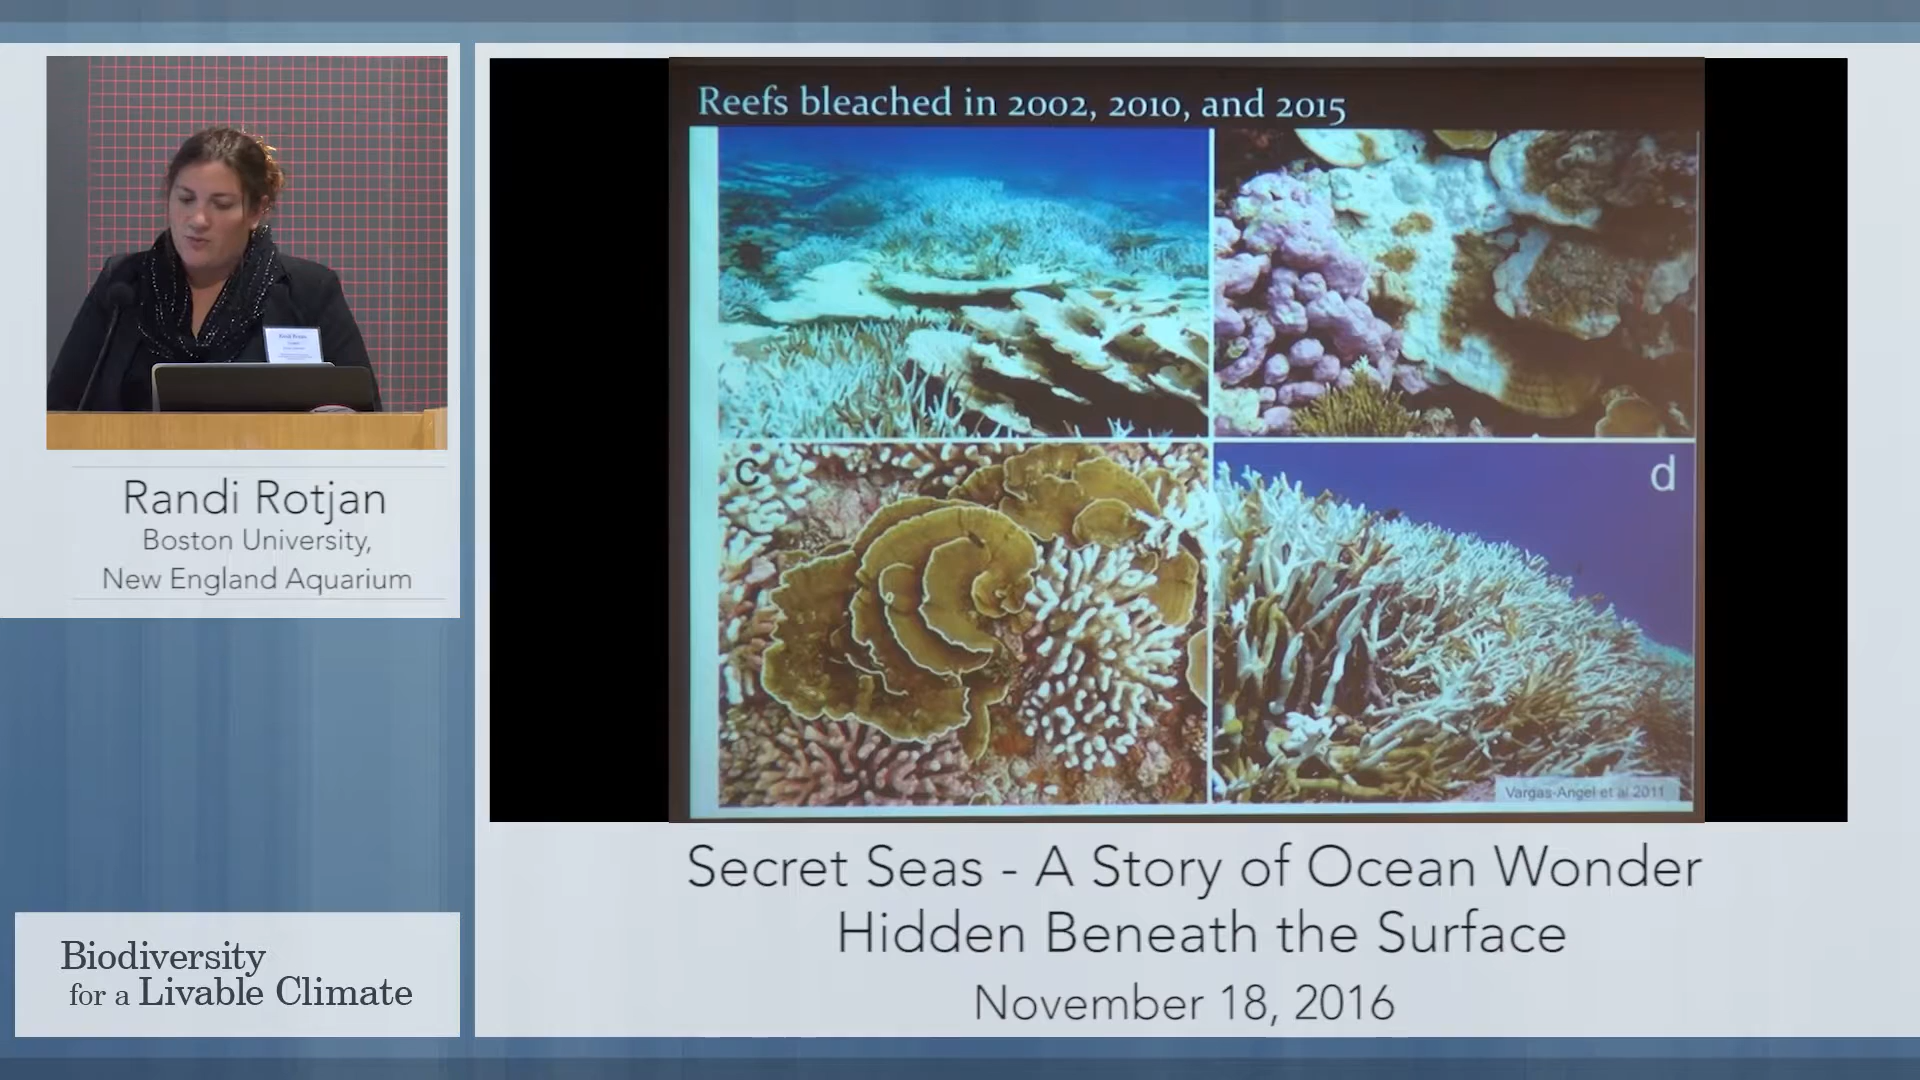 Reefs bleached in 2002, 2010, and 2015
c
d
Vargas-Angel et al 2011
Randi Rotjan
Boston University,
New England Aquarium
Secret Seas - A Story of Ocean Wonder
Hidden Beneath the Surface
November 18, 2016
Biodiversity
for a Livable Climate